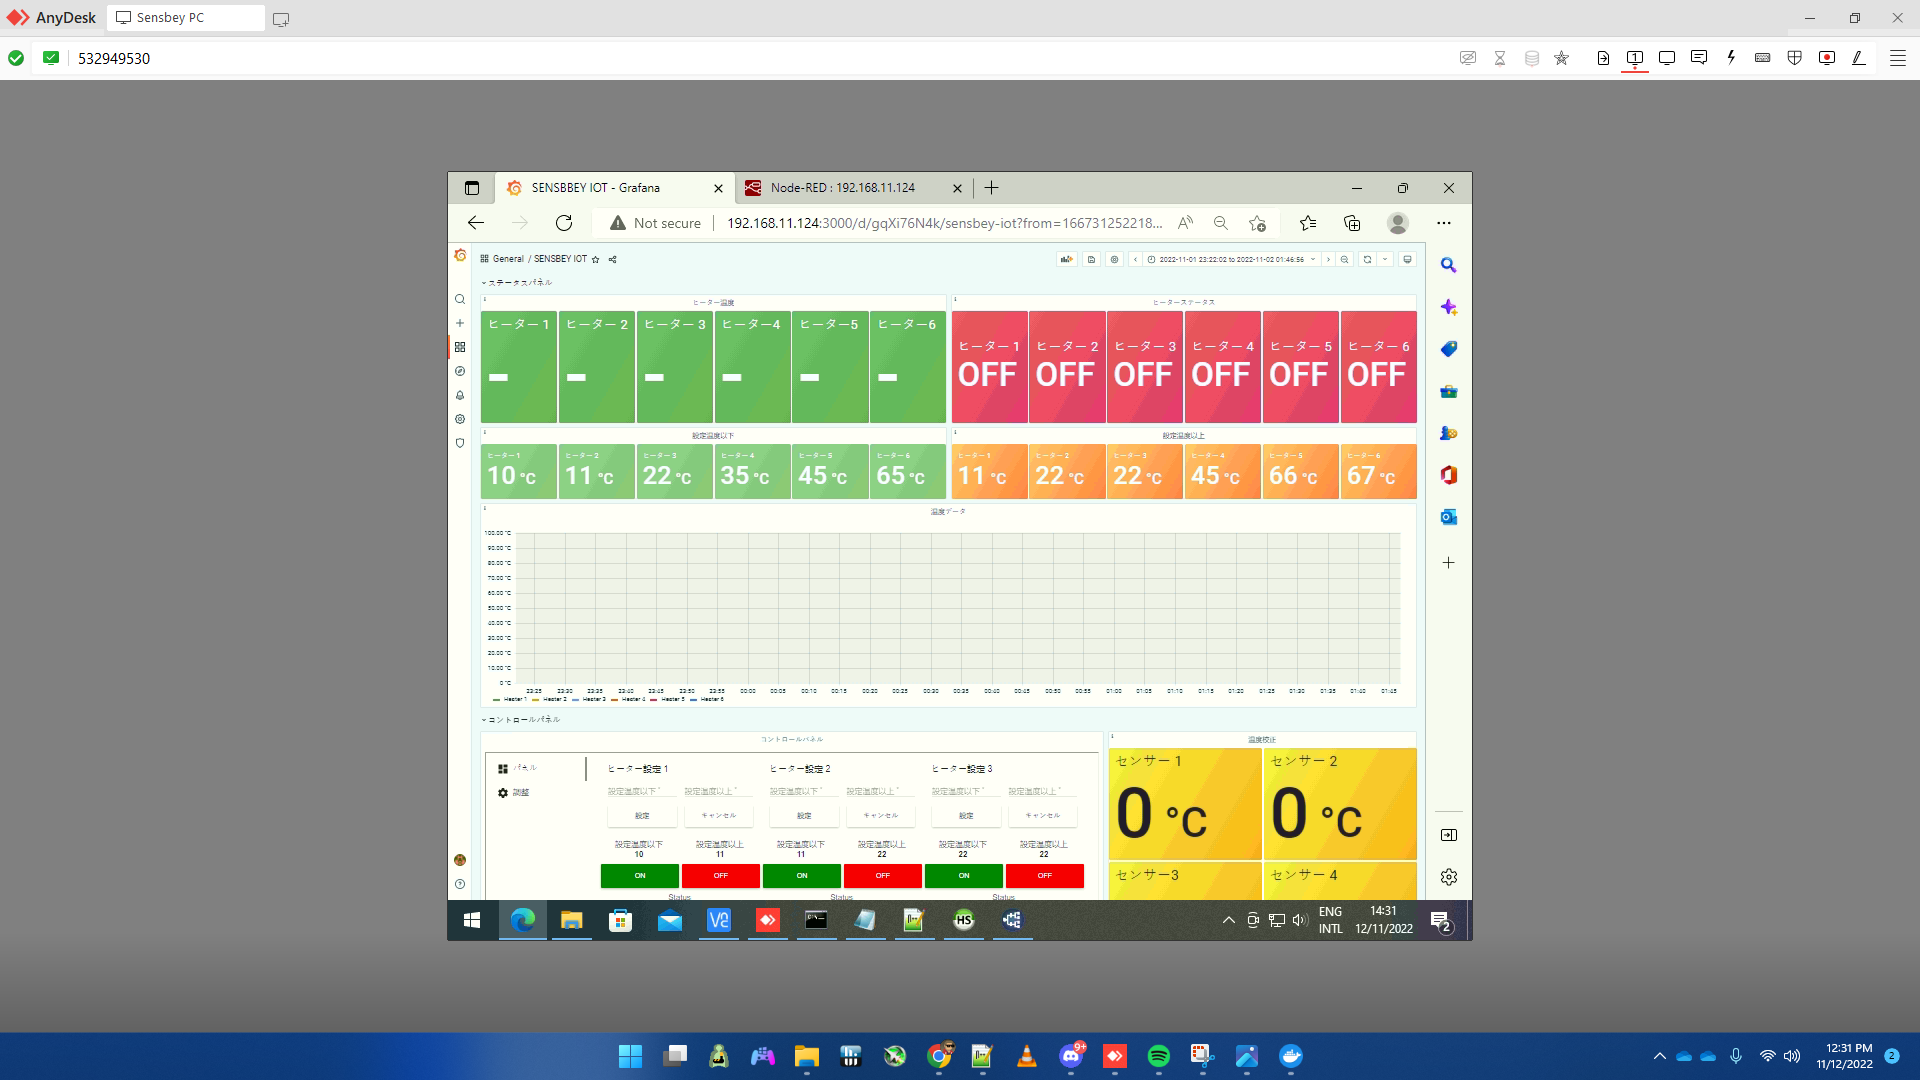 AnyDesk
Sensbey PC
532949530
SENSBBEY IOT - Grafana
Node-RED : 192.168.11.124
Not secure
192.168.11.124:3000/d/gqXi76N4k/sensbey-iot?from=166731252218...
General / SENSBEY IOT
2022-11-01 23:22:02 to 2022-11-02 01:46:56
ステータスパネル
ヒーター温度
ヒーターステータス
ヒーター 1
ヒーター 2
ヒーター 3
ヒーター4
ヒーター5
ヒーター6
-
-
-
-
-
-
ヒーター 1
ヒーター 2
ヒーター 3
ヒーター 4
ヒーター 5
ヒーター 6
OFF
OFF
OFF
OFF
OFF
OFF
設定温度以下
設定温度以上
ヒーター 1
ヒーター 2
ヒーター 3
ヒーター 4
ヒーター 5
ヒーター 6
10 °C
11 °C
22 °C
35 °C
45 °C
65 °C
ヒーター 1
ヒーター 2
ヒーター 3
ヒーター 4
ヒーター 5
ヒーター 6
11 °C
22 °C
22 °C
45 °C
66 °C
67 °C
温度データ
100.00 °C
90.00 °C
80.00 °C
70.00 °C
60.00 °C
50.00 °C
40.00 °C
30.00 °C
20.00 °C
10.00 °C
0 °C
23:25 23:30 23:35 23:40 23:45 23:50 23:55 00:00 00:05 00:10 00:15 00:20 00:25 00:30 00:35 00:40 00:45 00:50 00:55 01:00 01:05 01:10 01:15 01:20 01:25 01:30 01:35 01:40 01:45
Heater 1 Heater 2 Heater 3 Heater 4 Heater 5 Heater 6
コントロールパネル
コントロールパネル
温度校正
パネル
調整
ヒーター設定 1
ヒーター設定 2
ヒーター設定 3
設定温度以下 *
設定温度以上 *
設定温度以下 *
設定温度以上 *
設定温度以下 *
設定温度以上 *
設定
キャンセル
設定
キャンセル
設定
キャンセル
設定温度以下
設定温度以上
設定温度以下
設定温度以上
設定温度以下
設定温度以上
10
11
11
22
22
22
ON
OFF
ON
OFF
ON
OFF
Status
Status
Status
センサー 1
センサー 2
0 °C
0 °C
センサー3
センサー 4
ENG
INTL
14:31
12/11/2022
2
9+
12:31 PM
11/12/2022
2